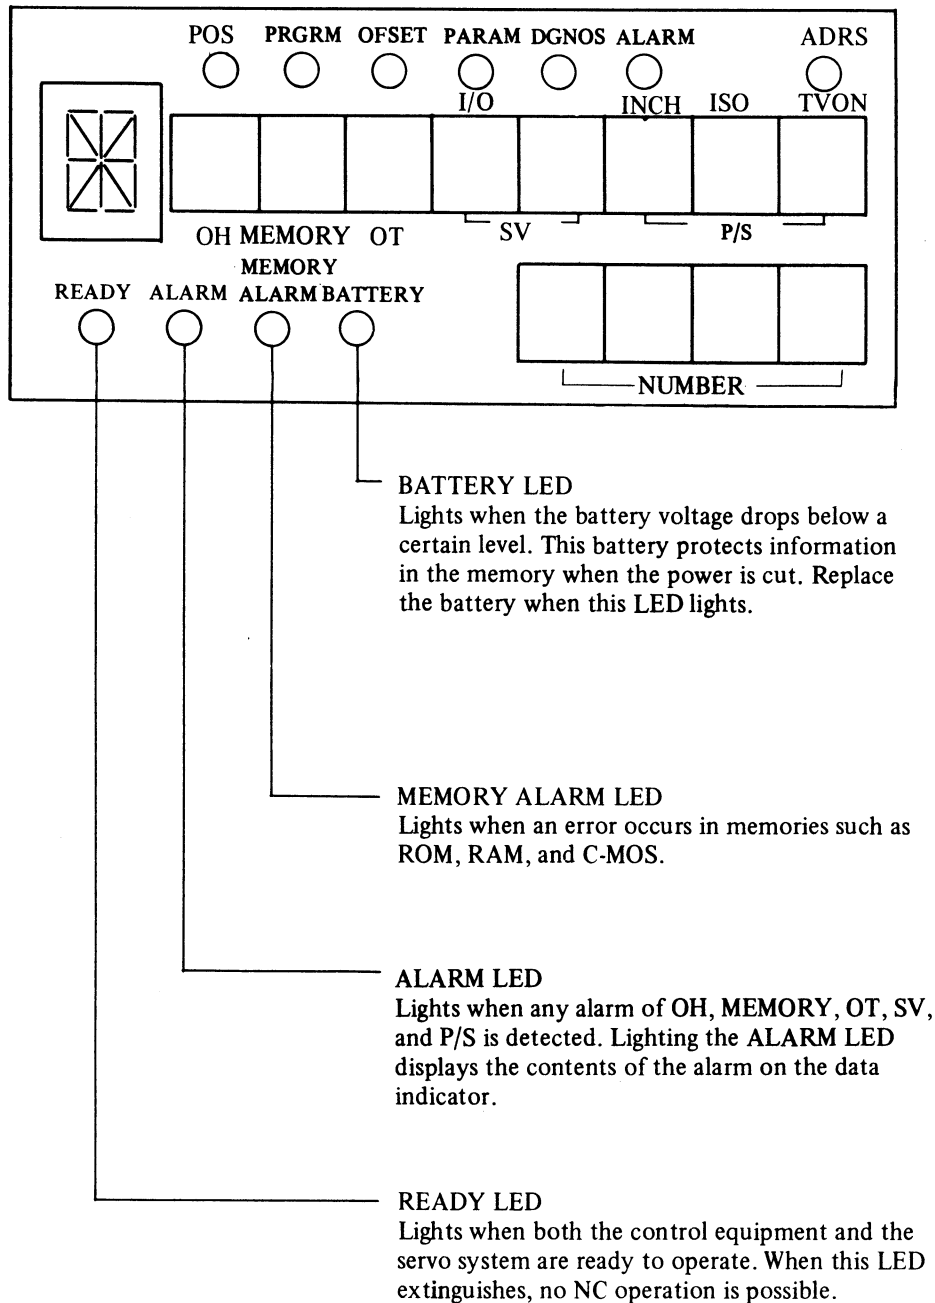 POS PRGRM OFSET PARAM DGNOS ALARM ADRS
I/O INCH ISO TVON
OH MEMORY OT SV P/S
READY ALARM MEMORY ALARM BATTERY
NUMBER
BATTERY LED
Lights when the battery voltage drops below a
certain level. This battery protects information
in the memory when the power is cut. Replace
the battery when this LED lights.
MEMORY ALARM LED
Lights when an error occurs in memories such as
ROM, RAM, and C-MOS.
ALARM LED
Lights when any alarm of OH, MEMORY, OT, SV,
and P/S is detected. Lighting the ALARM LED
displays the contents of the alarm on the data
indicator.
READY LED
Lights when both the control equipment and the
servo system are ready to operate. When this LED
extinguishes, no NC operation is possible.